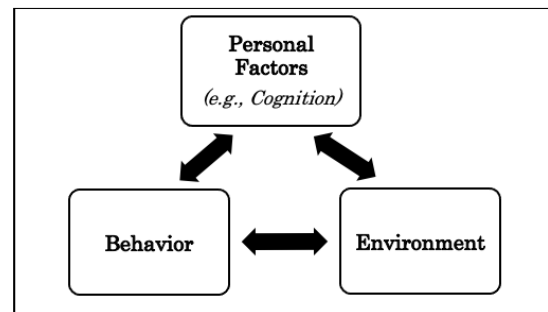 Personal
Factors
(e.g., Cognition)
Behavior
Environment